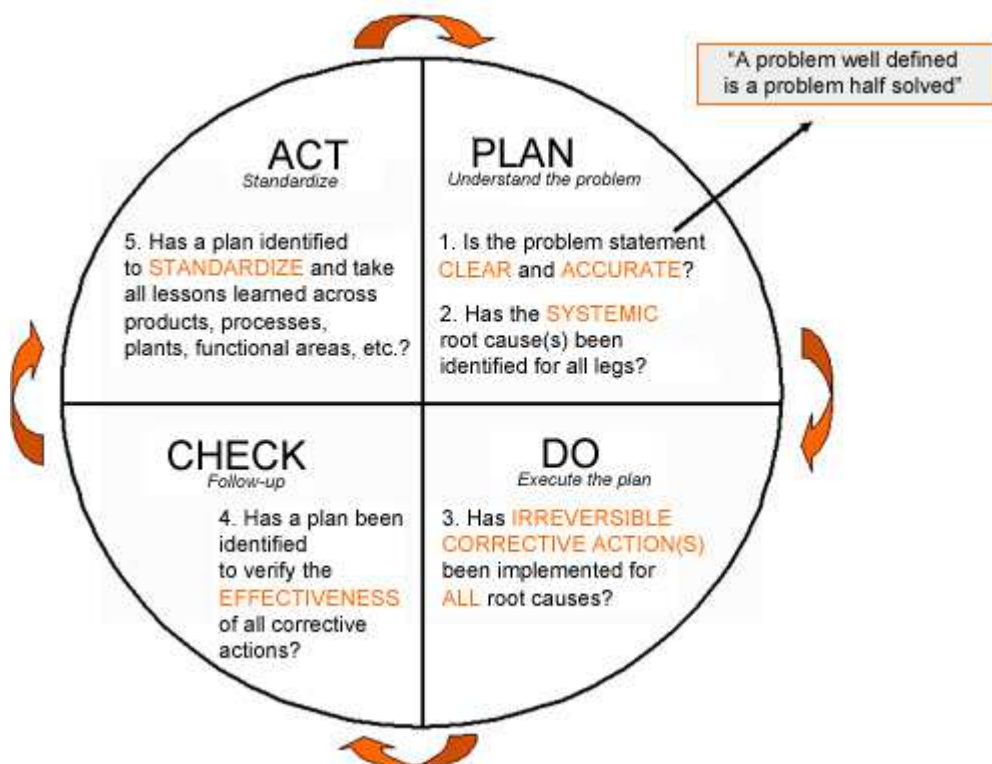 "A problem well defined
is a problem half solved"
ACT
Standardize
5. Has a plan identified
to STANDARDIZE and take
all lessons learned across
products, processes,
plants, functional areas, etc.?
PLAN
Understand the problem
1. Is the problem statement
CLEAR and ACCURATE?
2. Has the SYSTEMIC
root cause(s) been
identified for all legs?
CHECK
Follow-up
4. Has a plan been
identified
to verify the
EFFECTIVENESS
of all corrective
actions?
DO
Execute the plan
3. Has IRREVERSIBLE
CORRECTIVE ACTION(S)
been implemented for
ALL root causes?